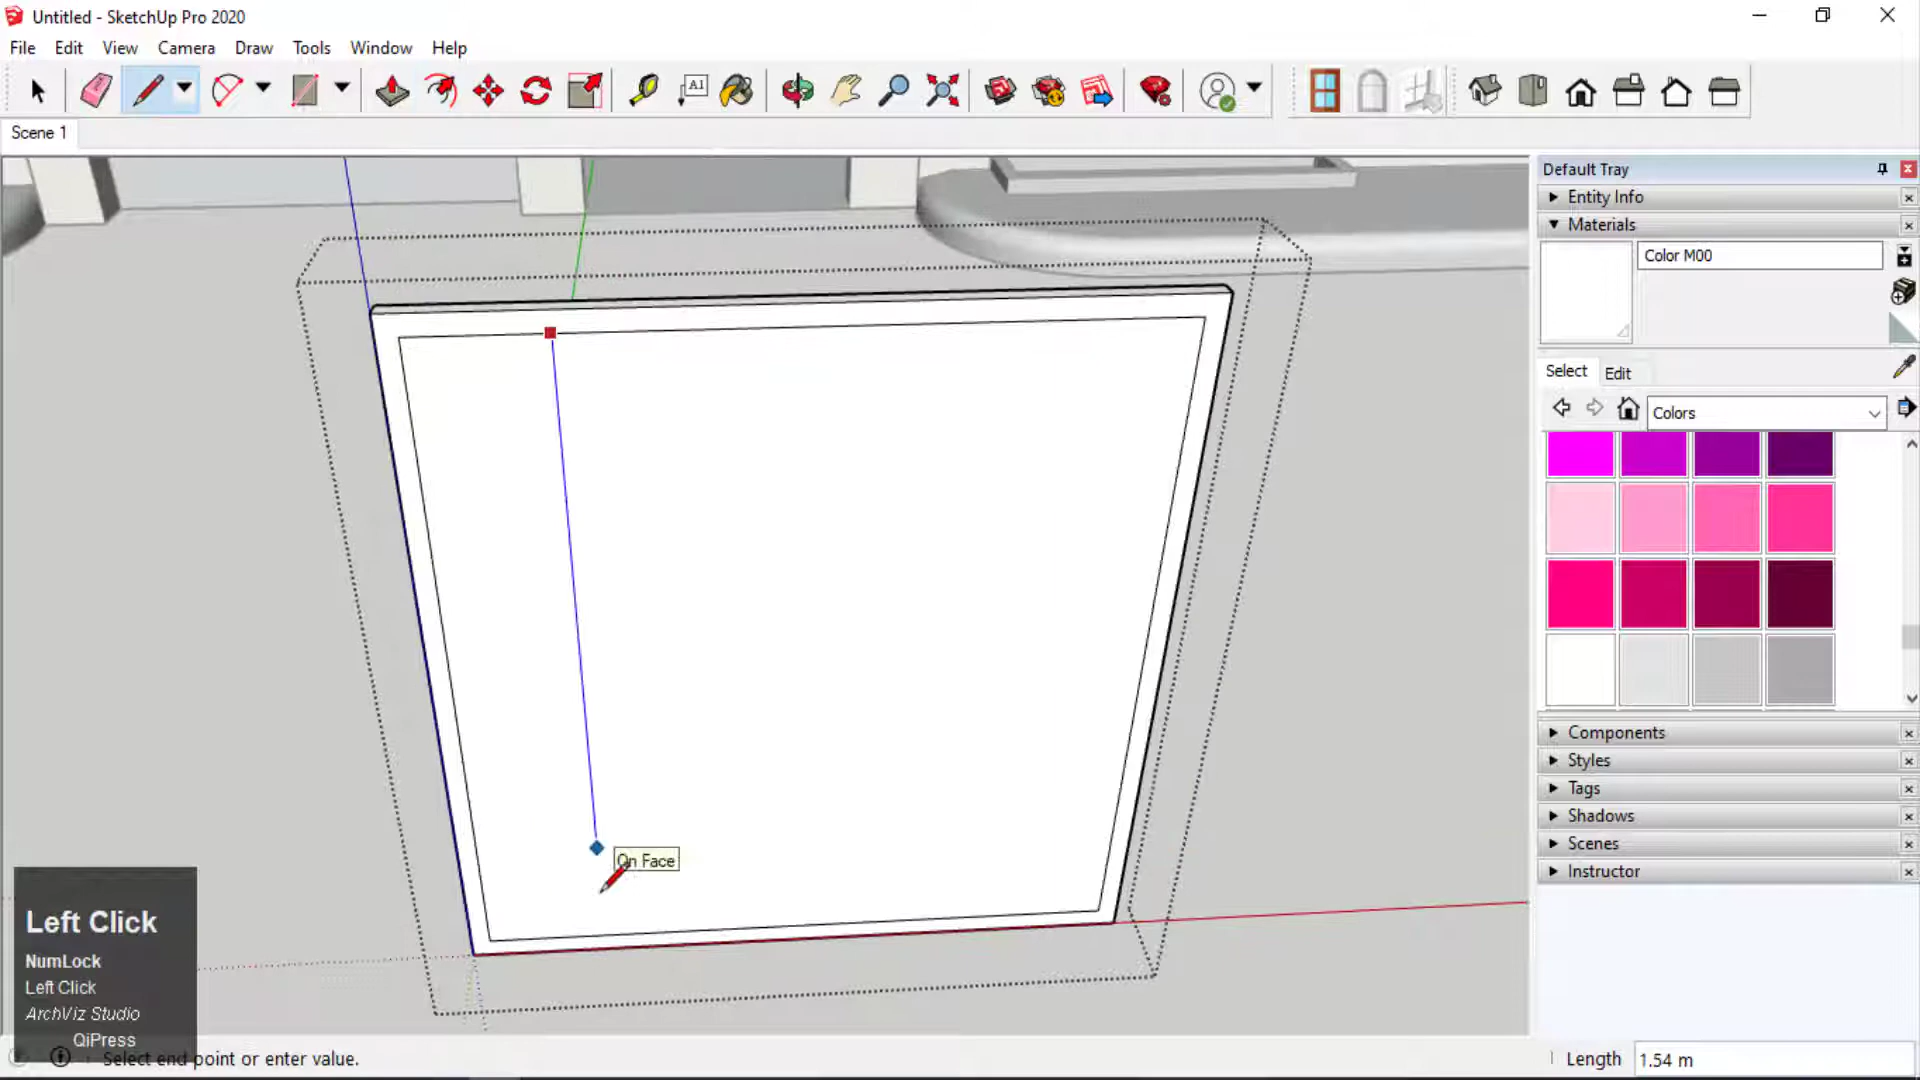 Untitled - SketchUp Pro 2020
File Edit View Camera Draw Tools Window Help
A1
Scene 1
Default Tray
Entity Info
Materials
Color M00
Select Edit
Colors
On Face
Components
Styles
Tags
Shadows
Scenes
Instructor
Left Click
NumLock
Left Click
ArchViz Studio
QiPress
Select end point or enter value.
Length 1.54 m